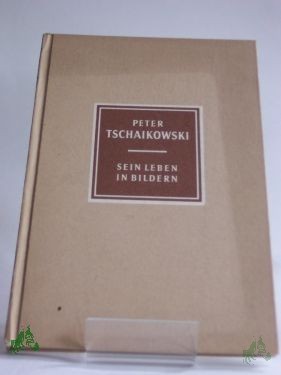 PETER
TSCHAIKOWSKI
SEIN LEBEN
IN BILDERN